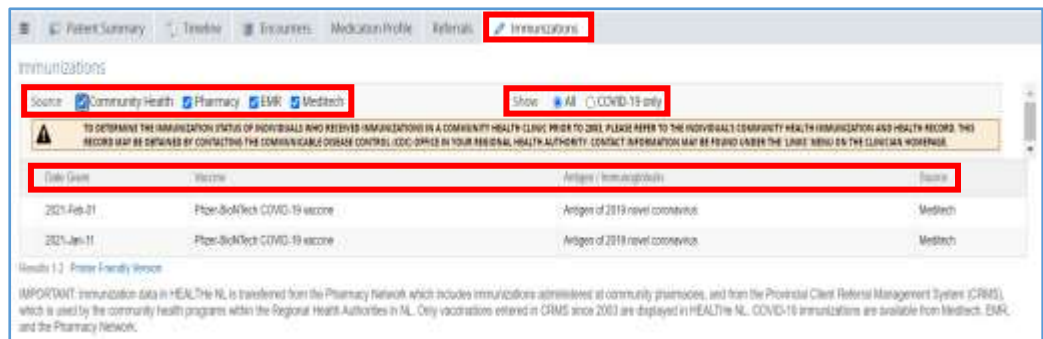 Patient Summary Timeline Encounters Medication Profile Referrals Immunizations
Immunizations
Source Community Health Pharmacy EMR Meditech Show All COVID-19 only
TO DETERMINE THE IMMUNIZATION STATUS OF INDIVIDUALS WHO RECEIVED IMMUNIZATIONS IN A COMMUNITY HEALTH CLINIC PRIOR TO 2003, PLEASE REFER TO THE INDIVIDUAL'S COMMUNITY HEALTH IMMUNIZATION AND HEALTH RECORD. THIS
RECORD MAY BE OBTAINED BY CONTACTING THE COMMUNICABLE DISEASE CONTROL (CDC) OFFICE IN YOUR REGIONAL HEALTH AUTHORITY. CONTACT INFORMATION MAY BE FOUND UNDER THE 'LINKS' MENU ON THE CLINICIAN HOMEPAGE.
Date Given Vaccine Antigen / Immunoglobulin Source
2021-Feb-01 Pfizer-BioNTech COVID-19 vaccine Antigen of 2019 novel coronavirus Meditech
2021-Jan-11 Pfizer-BioNTech COVID-19 vaccine Antigen of 2019 novel coronavirus Meditech
Results 1-2 Printer Friendly Version
IMPORTANT: Immunization data in HEALTHe NL is transferred from the Pharmacy Network which includes immunizations administered at community pharmacies, and from the Provincial Client Referral Management System (CRMS),
which is used by the community health programs within the Regional Health Authorities in NL. Only vaccinations entered in CRMS since 2003 are displayed in HEALTHe NL. COVID-19 immunizations are available from Meditech, EMR,
and the Pharmacy Network.